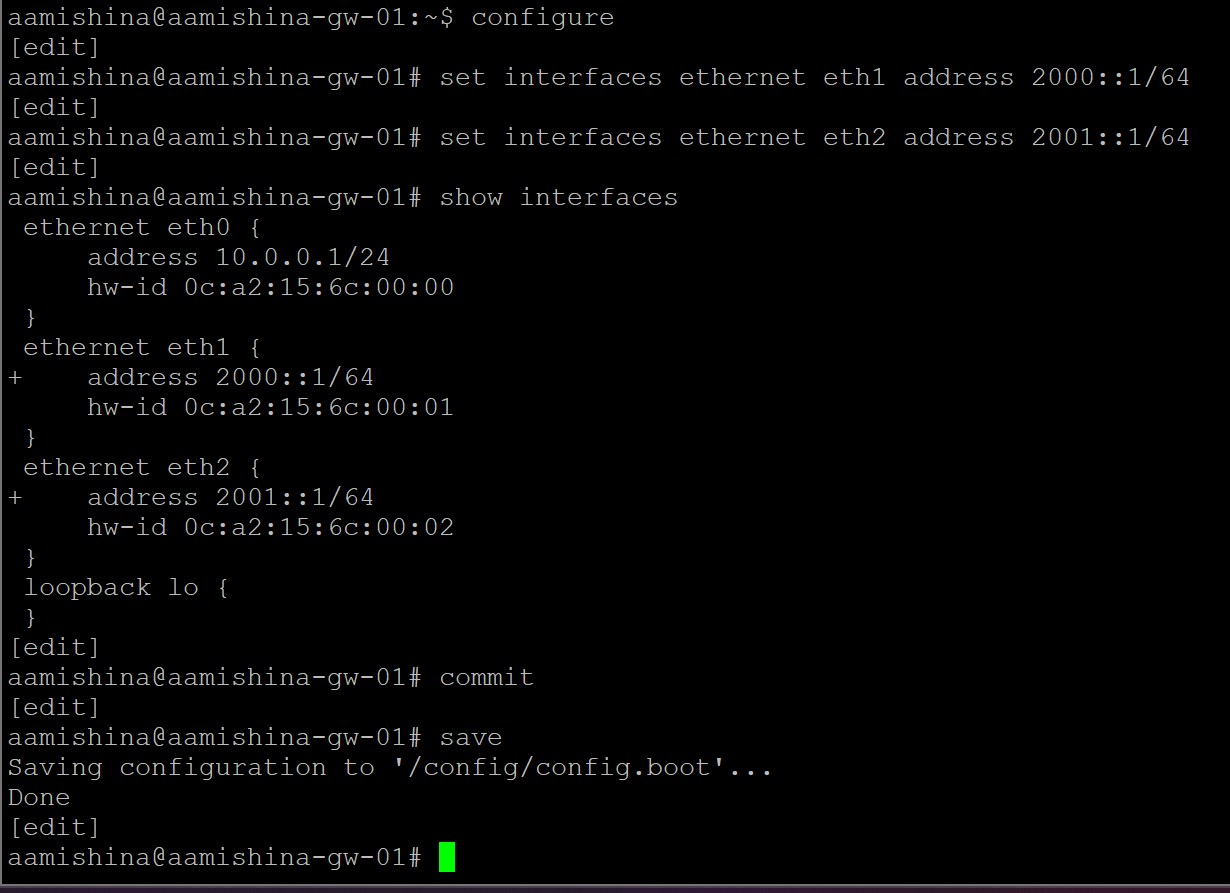 aamishina@aamishina-gw-01:~$ configure
[edit]
aamishina@aamishina-gw-01# set interfaces ethernet eth1 address 2000::1/64
[edit]
aamishina@aamishina-gw-01# set interfaces ethernet eth2 address 2001::1/64
[edit]
aamishina@aamishina-gw-01# show interfaces
 ethernet eth0 {
     address 10.0.0.1/24
     hw-id 0c:a2:15:6c:00:00
 }
 ethernet eth1 {
+    address 2000::1/64
     hw-id 0c:a2:15:6c:00:01
 }
 ethernet eth2 {
+    address 2001::1/64
     hw-id 0c:a2:15:6c:00:02
 }
 loopback lo {
 }
[edit]
aamishina@aamishina-gw-01# commit
[edit]
aamishina@aamishina-gw-01# save
Saving configuration to '/config/config.boot'...
Done
[edit]
aamishina@aamishina-gw-01#